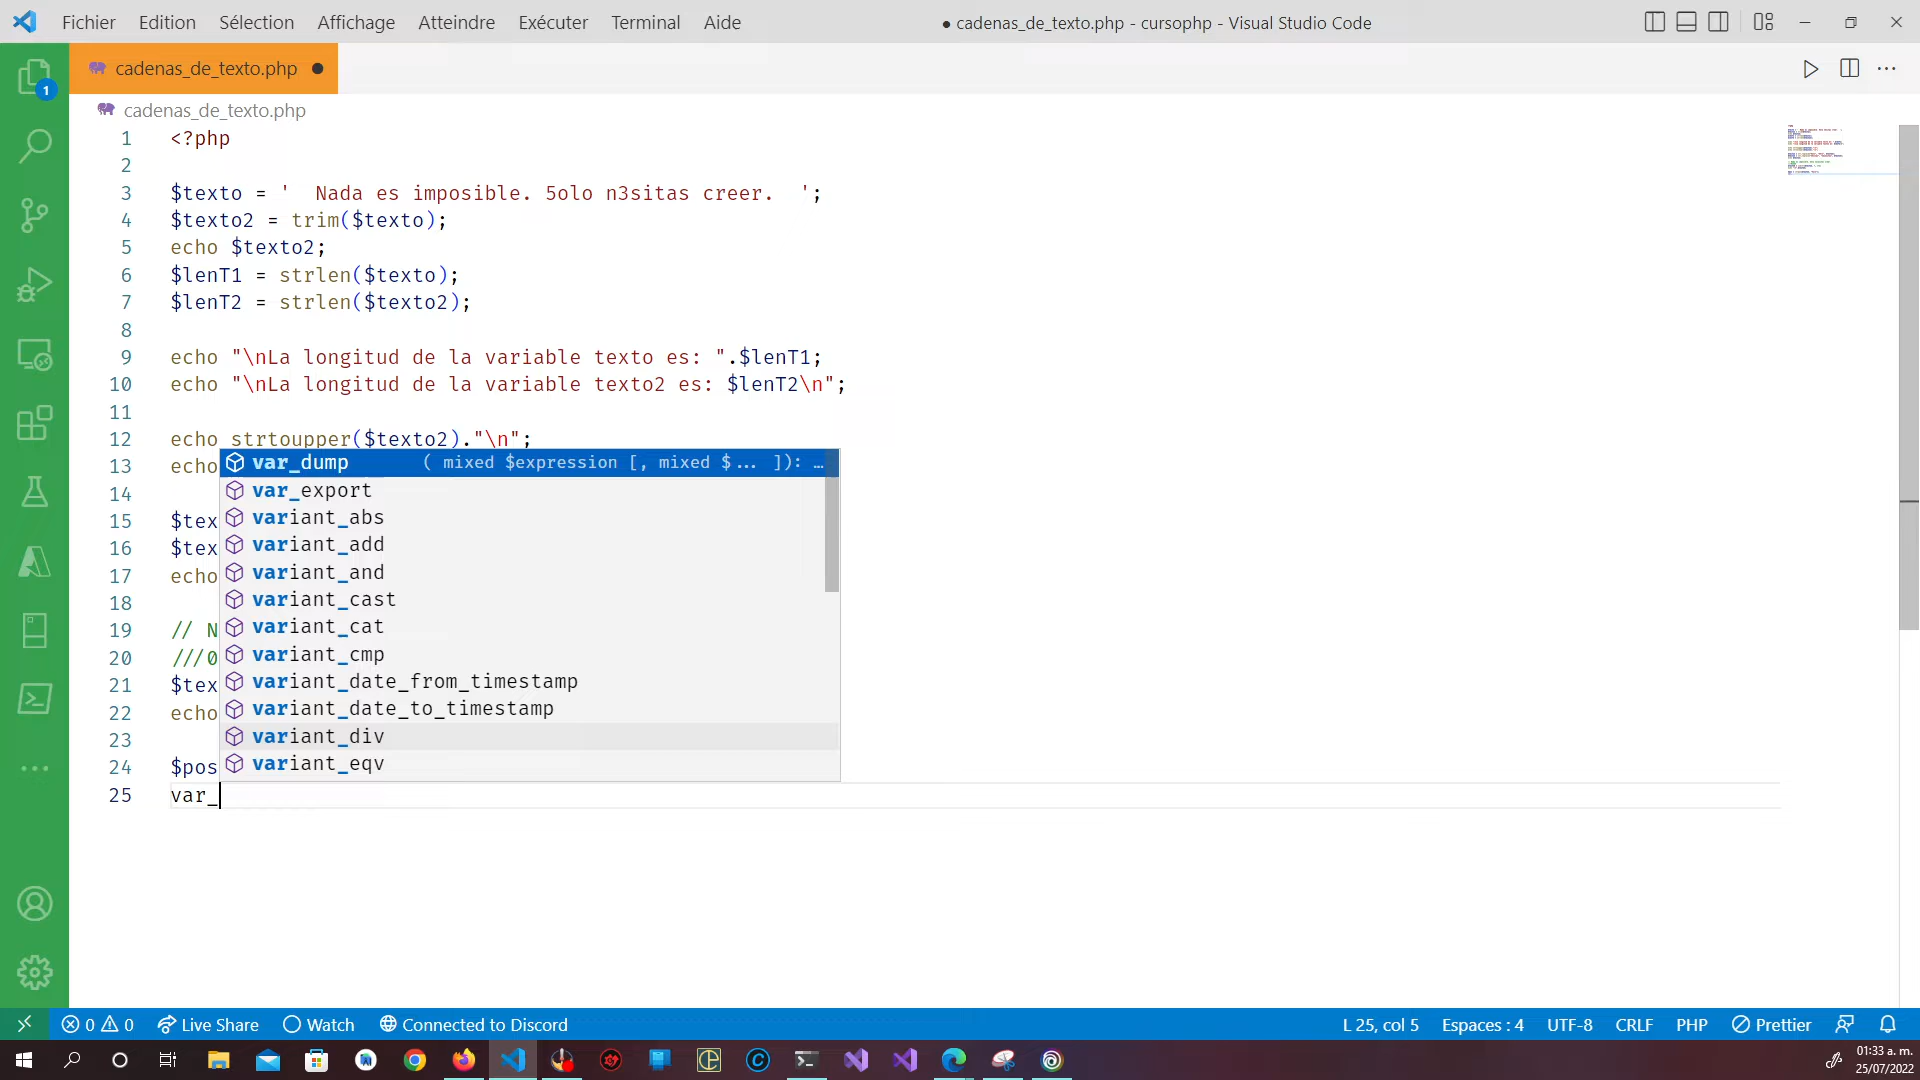 Fichier Edition Sélection Affichage Atteindre Exécuter Terminal Aide
● cadenas_de_texto.php - cursophp - Visual Studio Code
1
cadenas_de_texto.php ●
cadenas_de_texto.php
1 <?php
2
3 $texto = '  Nada es imposible. 5olo n3sitas creer.  ';
4 $texto2 = trim($texto);
5 echo $texto2;
6 $lenT1 = strlen($texto);
7 $lenT2 = strlen($texto2);
8
9 echo "\nLa longitud de la variable texto es: ".$lenT1;
10 echo "\nLa longitud de la variable texto2 es: $lenT2\n";
11
12 echo strtoupper($texto2)."\n";
13 echo
14
15 $tex
16 $tex
17 echo
18
19 // N
20 ///0
21 $tex
22 echo
23
24 $pos
25 var_
var_dump ( mixed $expression [, mixed $... ]): …
var_export
variant_abs
variant_add
variant_and
variant_cast
variant_cat
variant_cmp
variant_date_from_timestamp
variant_date_to_timestamp
variant_div
variant_eqv
0 0 Live Share Watch Connected to Discord L 25, col 5 Espaces : 4 UTF-8 CRLF PHP Prettier
01:33 a. m.
25/07/2022